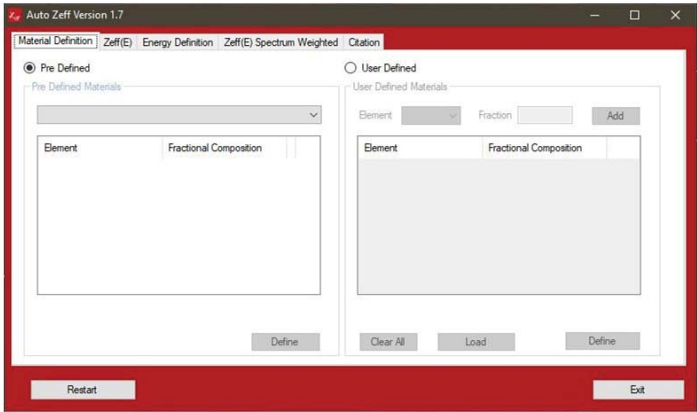 Zeff Auto Zeff Version 1.7
Material Definition Zeff(E) Energy Definition Zeff(E) Spectrum Weighted Citation
Pre Defined User Defined
Pre Defined Materials User Defined Materials
Element Fraction Add
Element Fractional Composition Element Fractional Composition
Define Clear All Load Define
Restart Exit